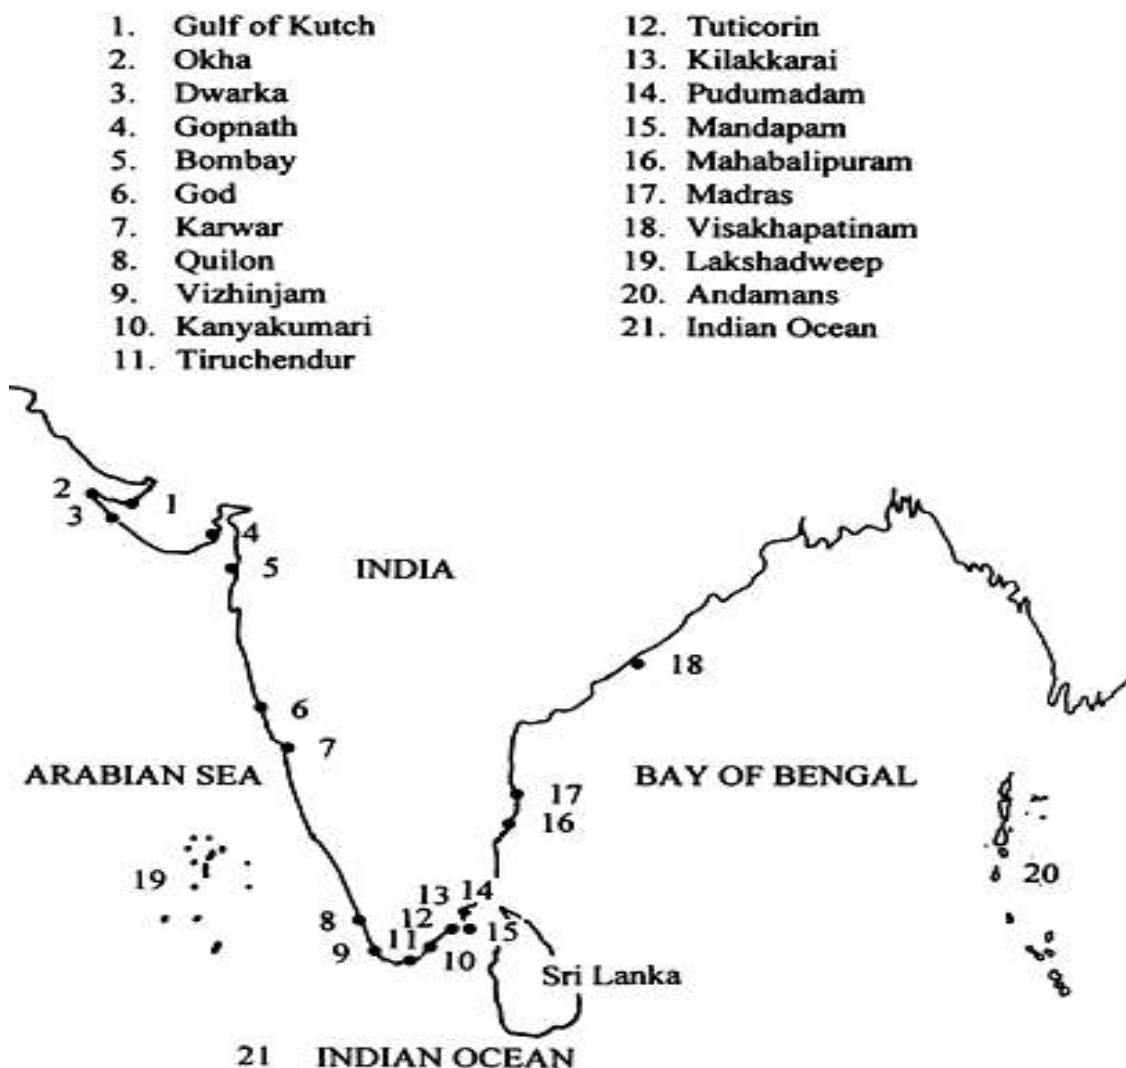 1. Gulf of Kutch
2. Okha
3. Dwarka
4. Gopnath
5. Bombay
6. God
7. Karwar
8. Quilon
9. Vizhinjam
10. Kanyakumari
11. Tiruchendur
12. Tuticorin
13. Kilakkarai
14. Pudumadam
15. Mandapam
16. Mahabalipuram
17. Madras
18. Visakhapatinam
19. Lakshadweep
20. Andamans
21. Indian Ocean
2
1
3
4
5
INDIA
18
6
7
ARABIAN SEA
BAY OF BENGAL
17
16
19
20
13
14
8
12
15
9
11
10
Sri Lanka
21
INDIAN OCEAN